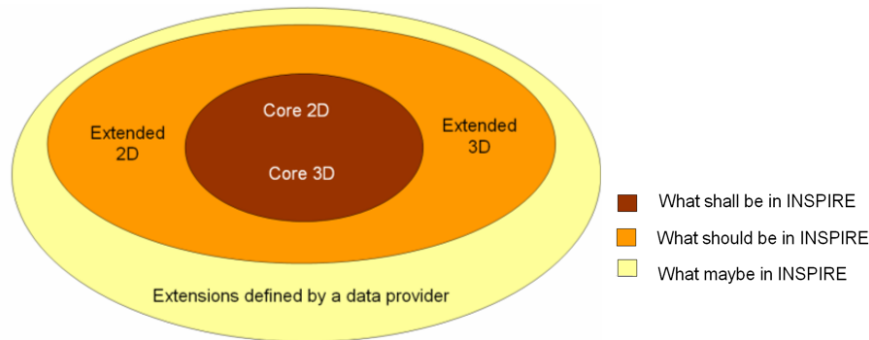 Core 2D
Extended
2D
Extended
3D
Core 3D
Extensions defined by a data provider
What shall be in INSPIRE
What should be in INSPIRE
What maybe in INSPIRE